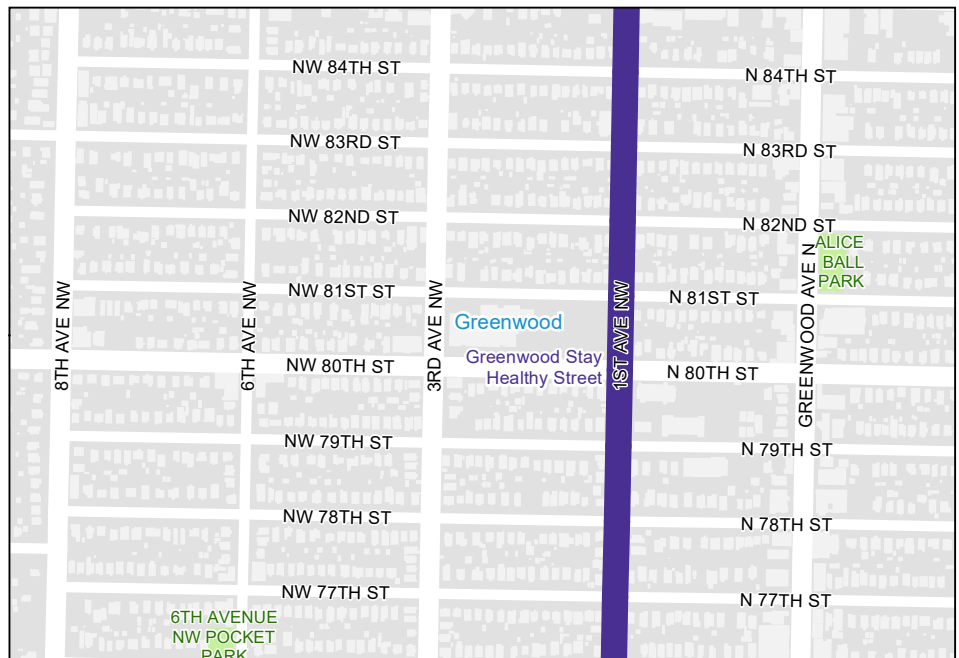 NW 84TH ST
N 84TH ST
NW 83RD ST
N 83RD ST
NW 82ND ST
N 82ND ST
ALICE
BALL
PARK
NW 81ST ST
N 81ST ST
8TH AVE NW
6TH AVE NW
3RD AVE NW
Greenwood
1ST AVE NW
GREENWOOD AVE N
Greenwood Stay
Healthy Street
NW 80TH ST
N 80TH ST
NW 79TH ST
N 79TH ST
NW 78TH ST
N 78TH ST
NW 77TH ST
N 77TH ST
6TH AVENUE
NW POCKET
PARK